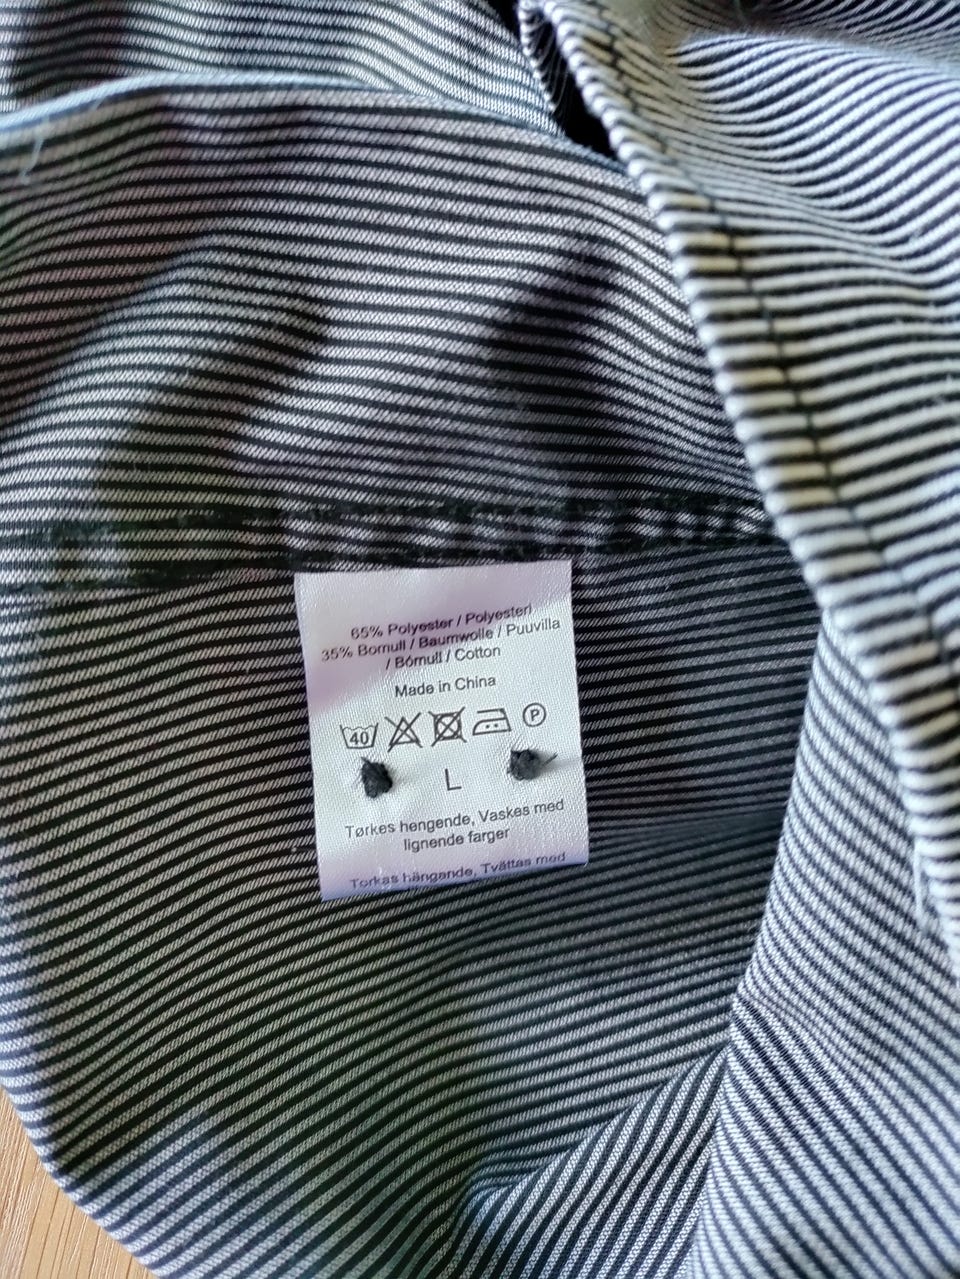 65% Polyester / Polyesteri
35% Bomull / Baumwolle / Puuvilla
/ Bómull / Cotton
Made in China
40 P
L
Tørkes hengende, Vaskes med
lignende farger
Torkas hängande, Tvättas med